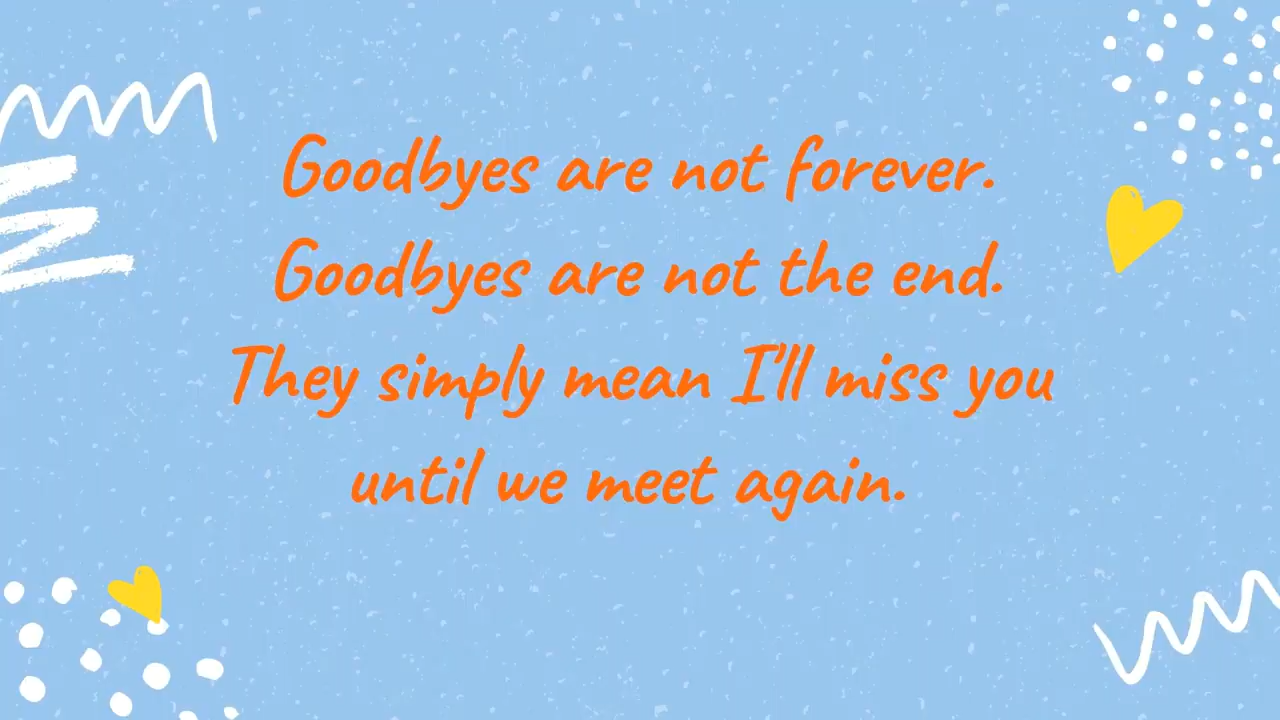 Goodbyes are not forever.
Goodbyes are not the end.
They simply mean I'll miss you
until we meet again.